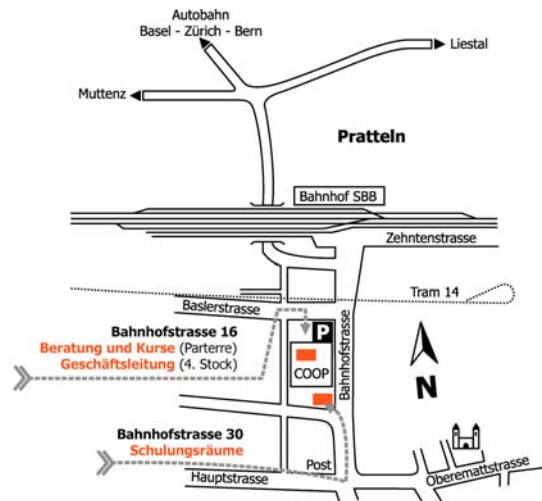 Autobahn
Basel - Zürich - Bern
Liestal
Muttenz
Pratteln
Bahnhof SBB
Zehntenstrasse
Tram 14
Baslerstrasse
Bahnhofstrasse 16
Beratung und Kurse (Parterre)
Geschäftsleitung (4. Stock)
P
COOP
Bahnhofstrasse
N
Bahnhofstrasse 30
Schulungsräume
Post
Hauptstrasse
Oberemattstrasse